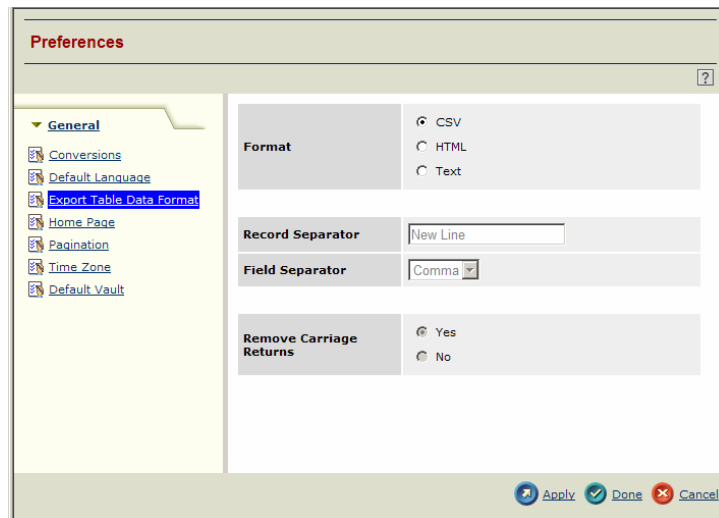 Preferences
?
General
Conversions
Default Language
Export Table Data Format
Home Page
Pagination
Time Zone
Default Vault
Format
CSV
HTML
Text
Record Separator
New Line
Field Separator
Comma
Remove Carriage
Returns
Yes
No
Apply
Done
Cancel